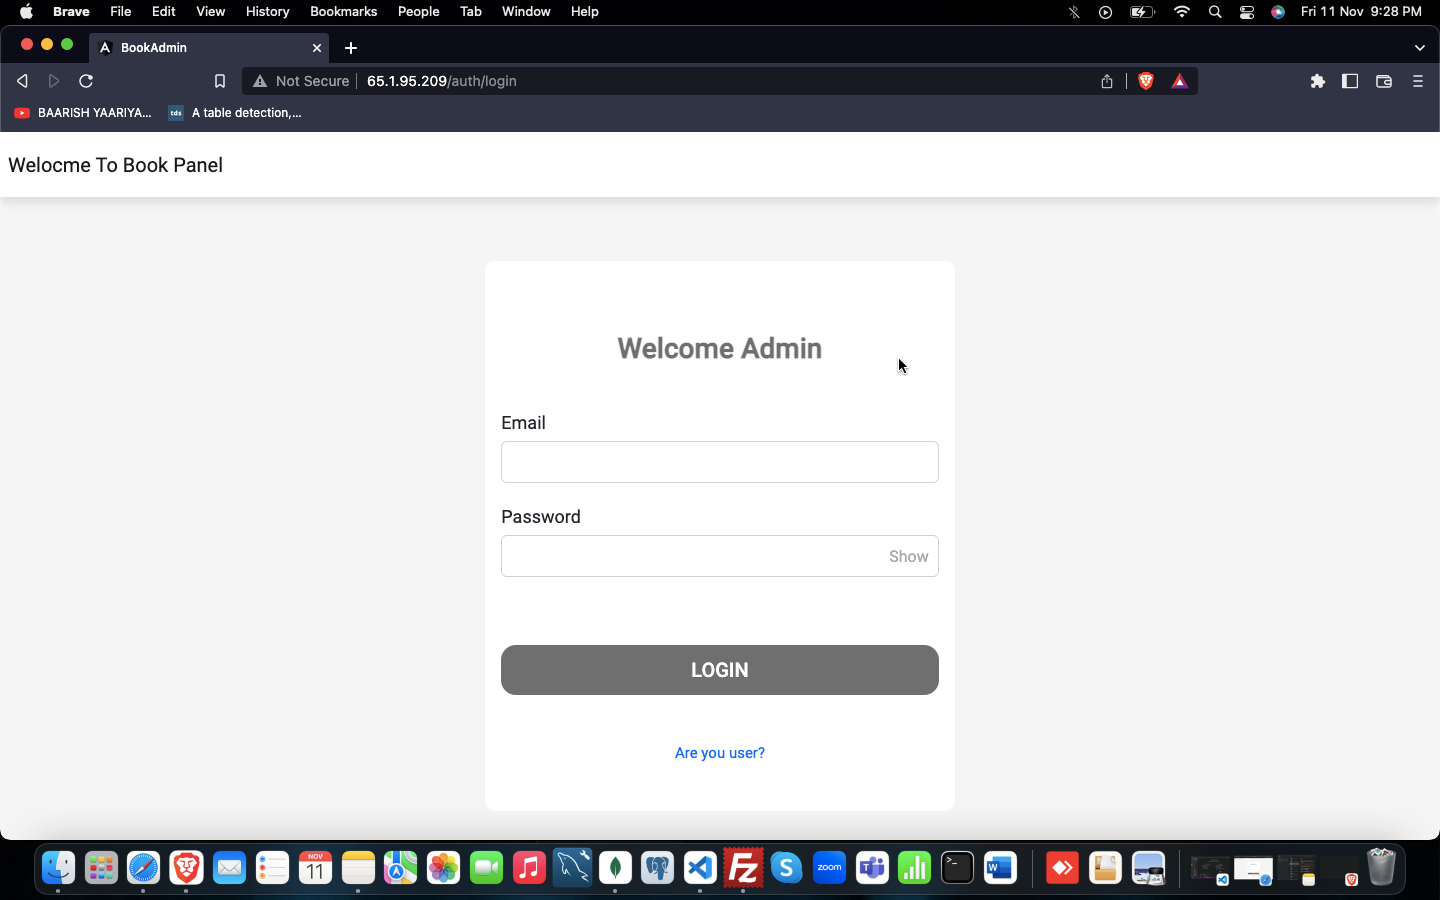 Brave File Edit View History Bookmarks People Tab Window Help Fri 11 Nov 9:28 PM
BookAdmin
Not Secure 65.1.95.209/auth/login
BAARISH YAARIYA... tds A table detection,...
Welocme To Book Panel
Welcome Admin
Email
Password
Show
LOGIN
Are you user?
NOV
11
zoom